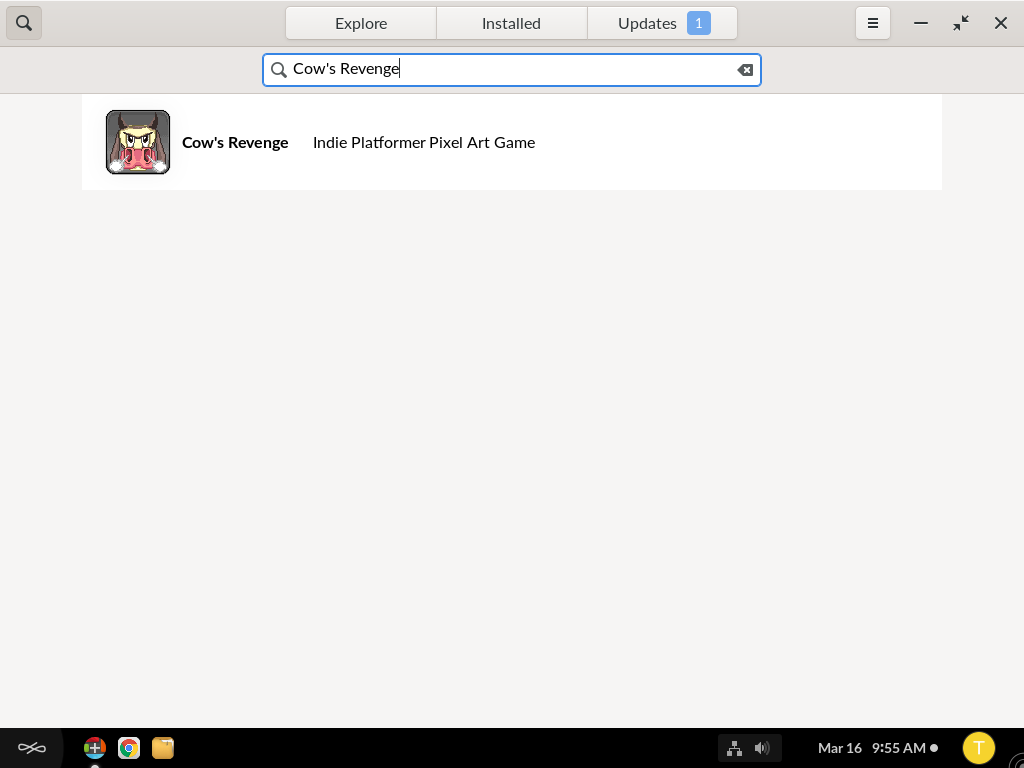 Explore Installed Updates 1
Cow's Revenge
Cow's Revenge Indie Platformer Pixel Art Game
Mar 16 9:55 AM T